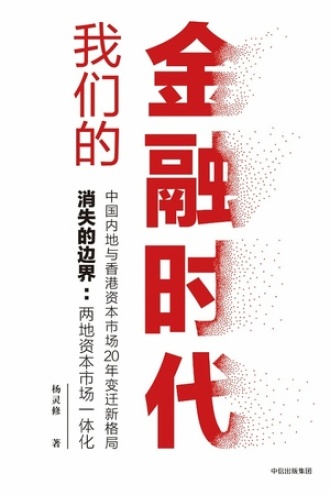 我们的
金融时代
中国内地与香港资本市场20年变迁新格局
消失的边界：两地资本市场一体化
杨灵修 著
中信出版集团